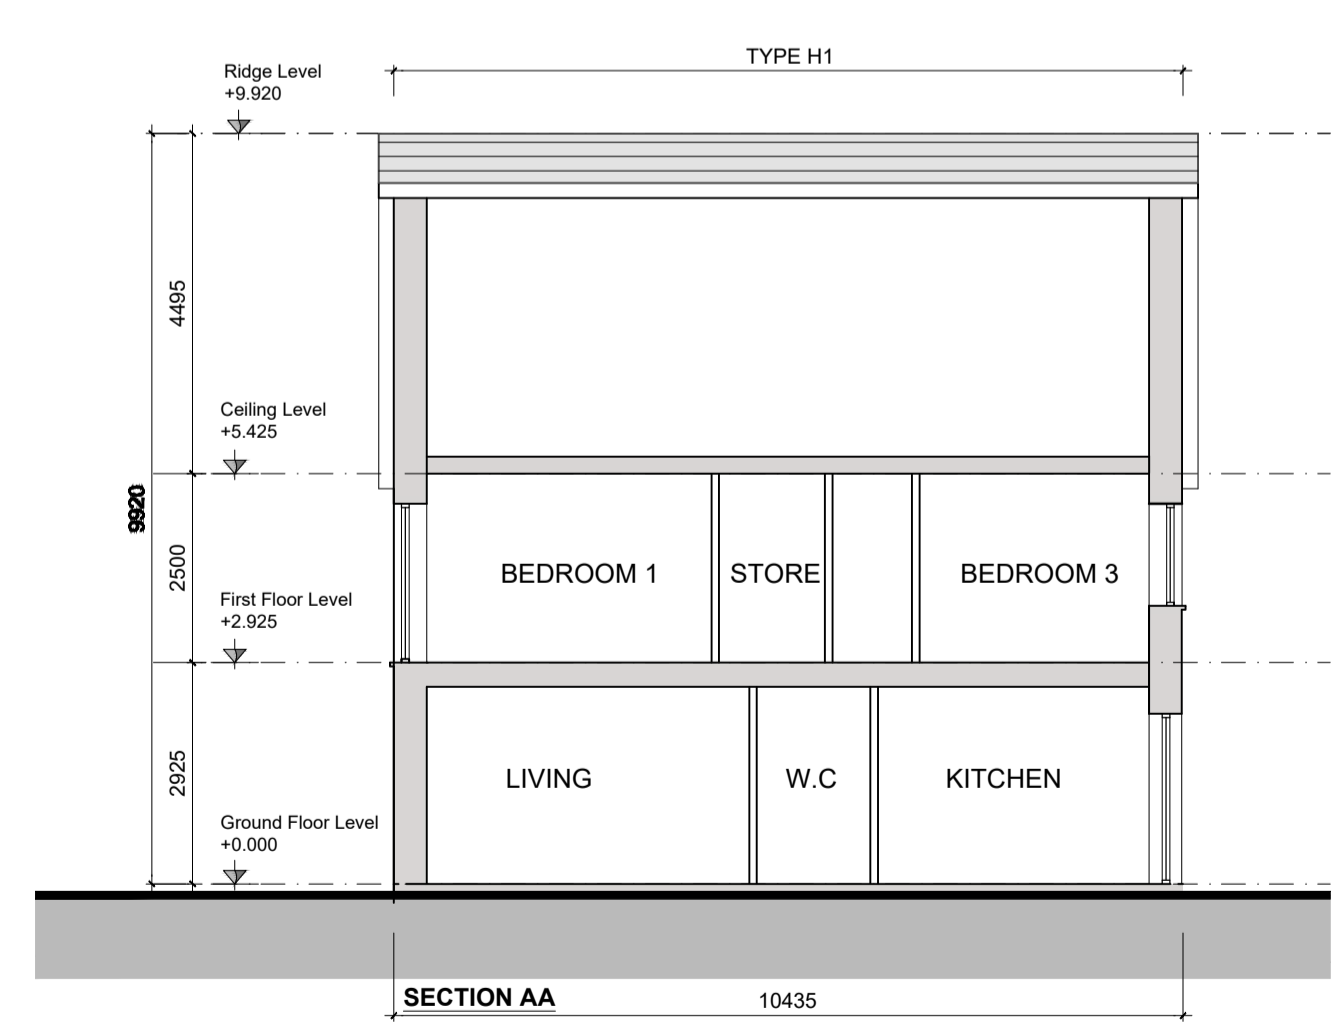 TYPE H1
Ridge Level
+9.920
4495
Ceiling Level
+5.425
9920
2500
BEDROOM 1
STORE
BEDROOM 3
First Floor Level
+2.925
2925
LIVING
W.C
KITCHEN
Ground Floor Level
+0.000
SECTION AA
10435